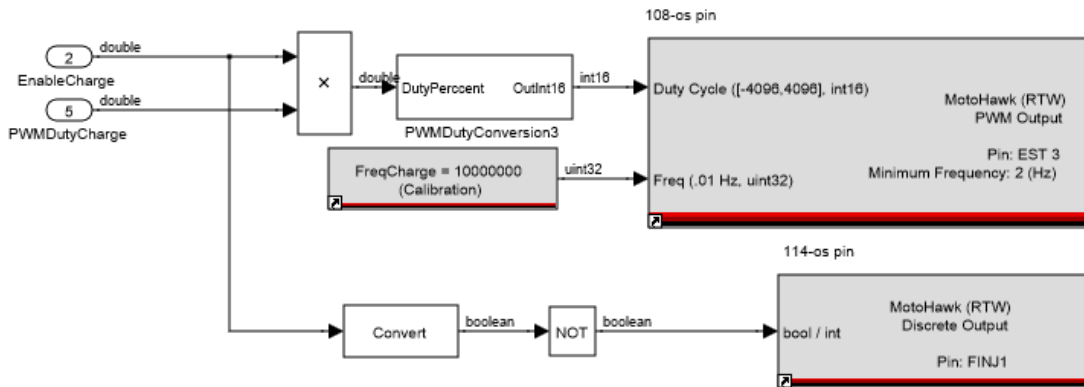 108-os pin
2
double
EnableCharge
5
double
PWMDutyCharge
×
double
DutyPerccent
OutInt16
int16
PWMDutyConversion3
Duty Cycle ([-4096,4096], int16)
MotoHawk (RTW)
PWM Output
Pin: EST 3
Minimum Frequency: 2 (Hz)
FreqCharge = 10000000
(Calibration)
uint32
Freq (.01 Hz, uint32)
114-os pin
Convert
boolean
NOT
boolean
bool / int
MotoHawk (RTW)
Discrete Output
Pin: FINJ1